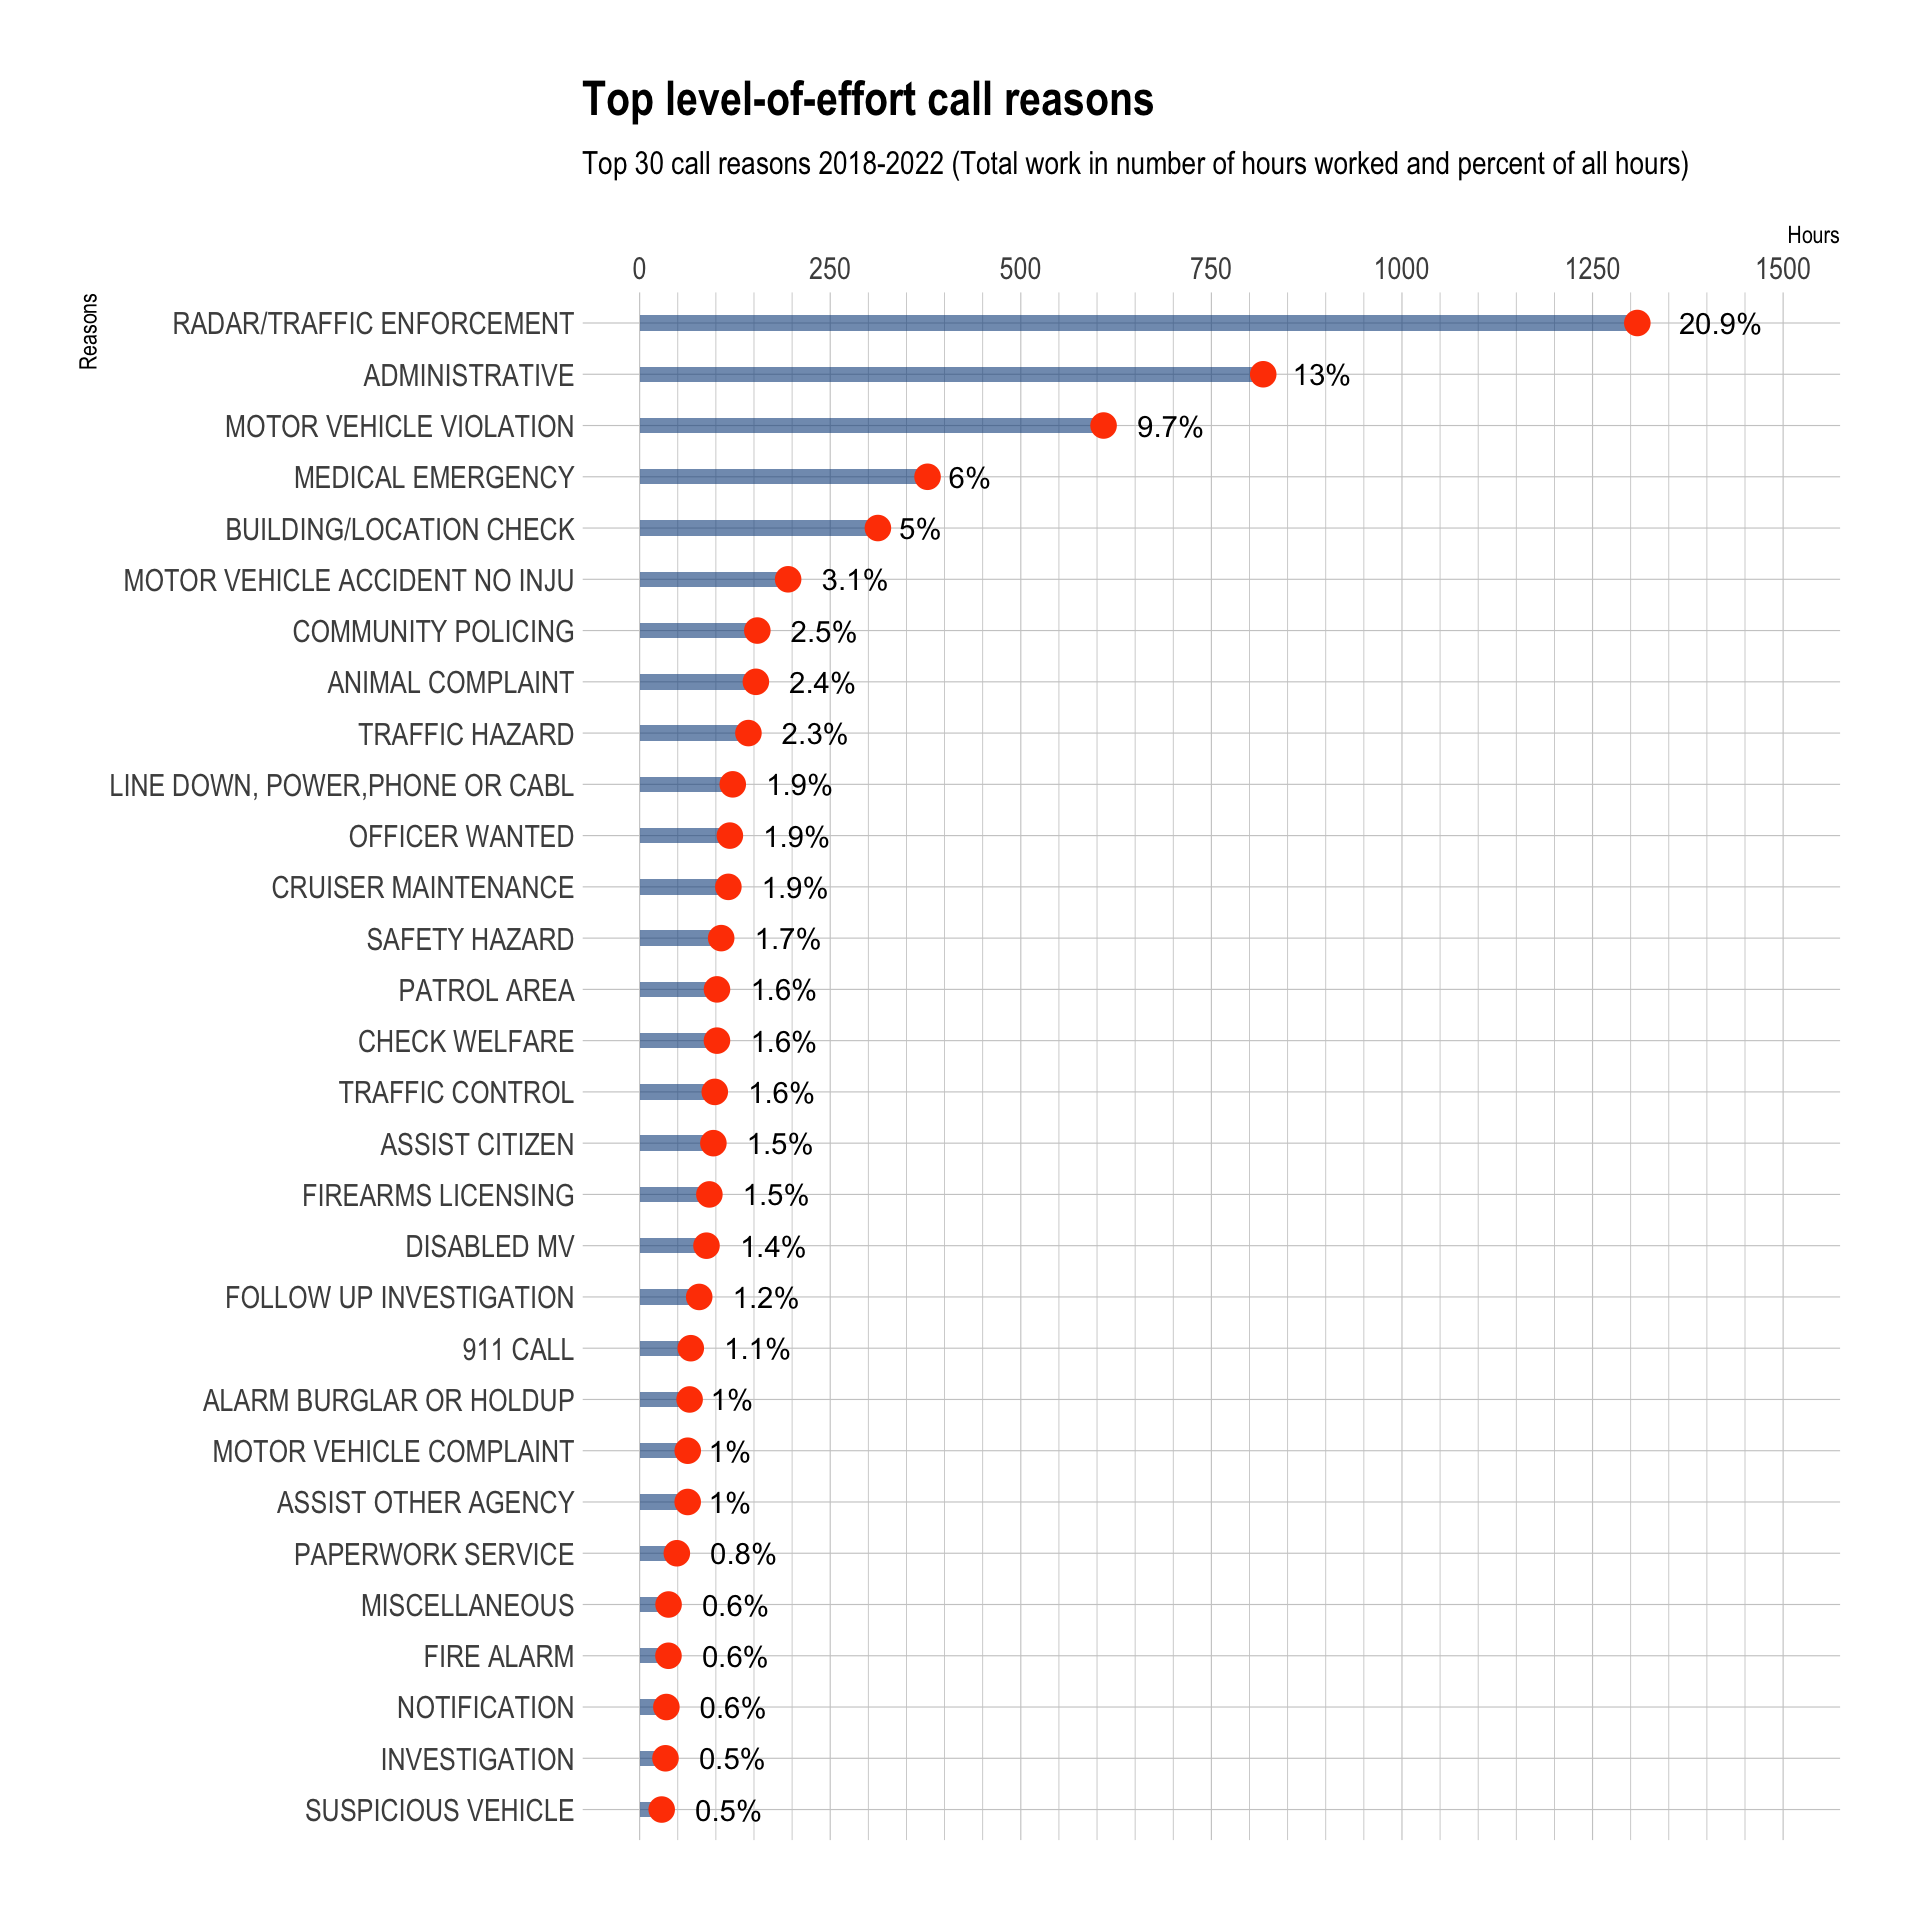 Top level-of-effort call reasons
Top 30 call reasons 2018-2022 (Total work in number of hours worked and percent of all hours)
Hours
0 250 500 750 1000 1250 1500
Reasons
RADAR/TRAFFIC ENFORCEMENT 20.9%
ADMINISTRATIVE 13%
MOTOR VEHICLE VIOLATION 9.7%
MEDICAL EMERGENCY 6%
BUILDING/LOCATION CHECK 5%
MOTOR VEHICLE ACCIDENT NO INJU 3.1%
COMMUNITY POLICING 2.5%
ANIMAL COMPLAINT 2.4%
TRAFFIC HAZARD 2.3%
LINE DOWN, POWER,PHONE OR CABL 1.9%
OFFICER WANTED 1.9%
CRUISER MAINTENANCE 1.9%
SAFETY HAZARD 1.7%
PATROL AREA 1.6%
CHECK WELFARE 1.6%
TRAFFIC CONTROL 1.6%
ASSIST CITIZEN 1.5%
FIREARMS LICENSING 1.5%
DISABLED MV 1.4%
FOLLOW UP INVESTIGATION 1.2%
911 CALL 1.1%
ALARM BURGLAR OR HOLDUP 1%
MOTOR VEHICLE COMPLAINT 1%
ASSIST OTHER AGENCY 1%
PAPERWORK SERVICE 0.8%
MISCELLANEOUS 0.6%
FIRE ALARM 0.6%
NOTIFICATION 0.6%
INVESTIGATION 0.5%
SUSPICIOUS VEHICLE 0.5%